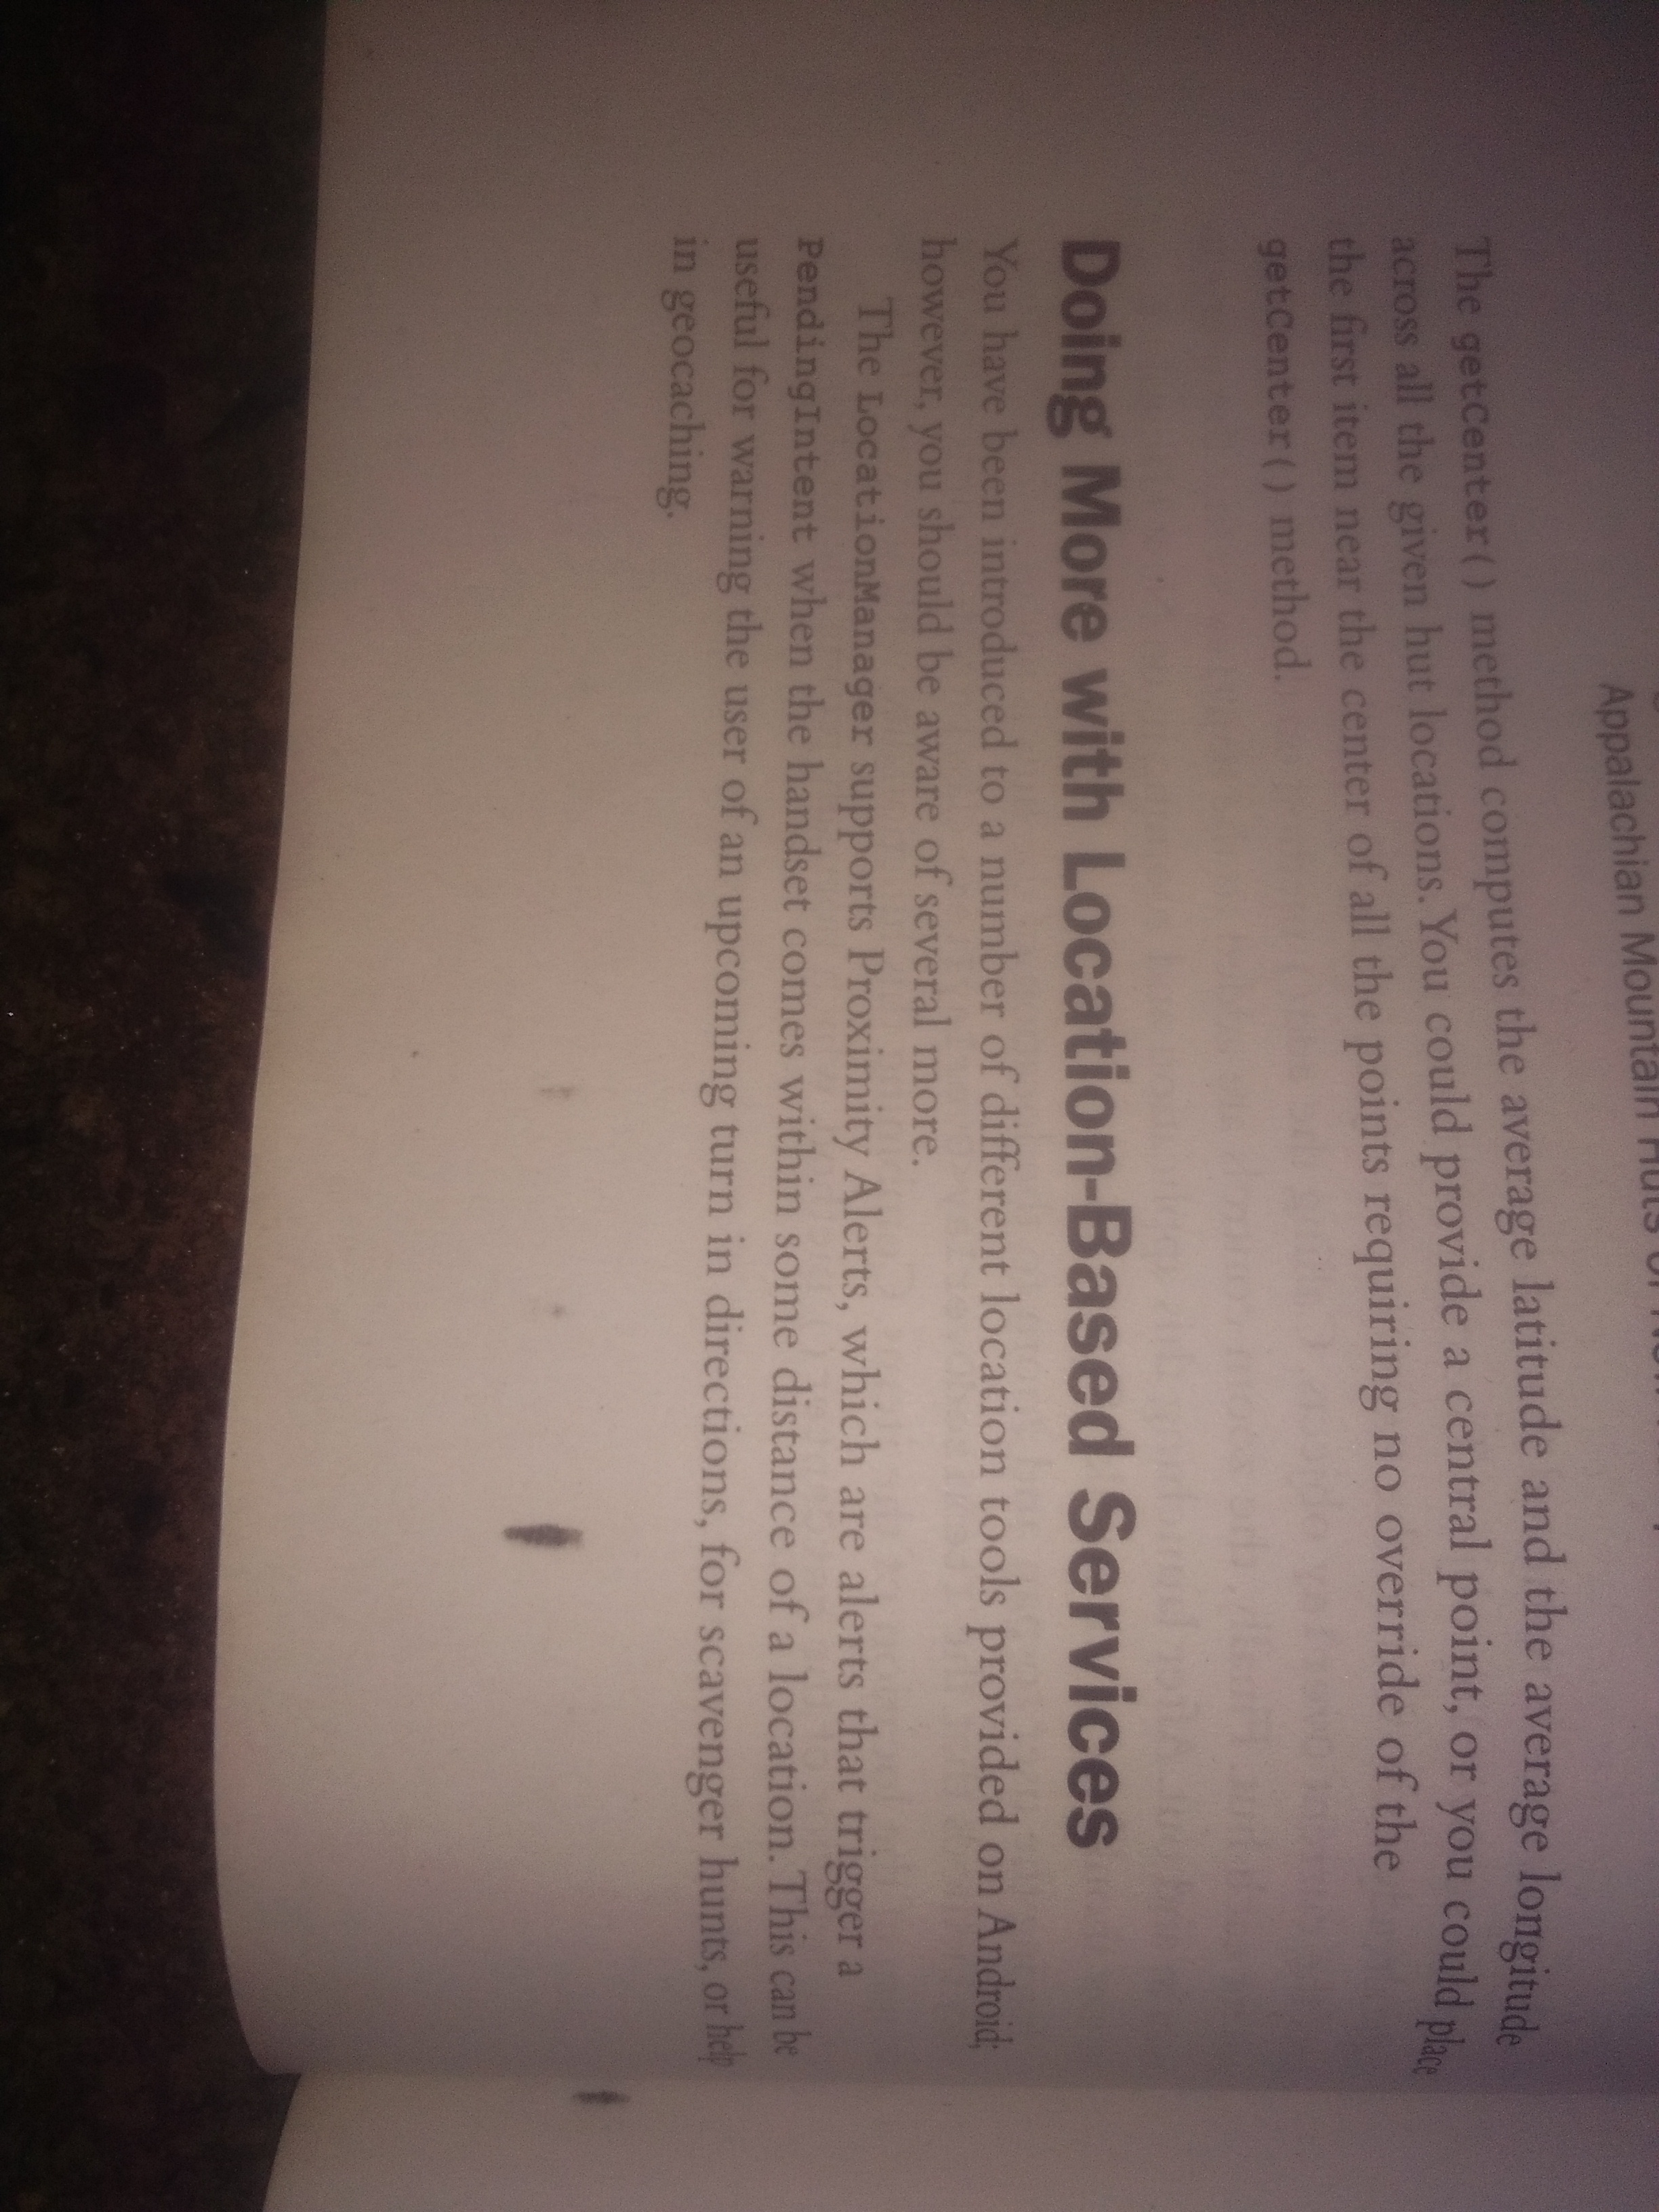 Appalachian Mountain Huts of
The getCenter() method computes the average latitude and the average longitude
across all the given hut locations. You could provide a central point, or you could place
the first item near the center of all the points requiring no override of the
getCenter() method.
Doing More with Location-Based Services
You have been introduced to a number of different location tools provided on Android;
however, you should be aware of several more.
The LocationManager supports Proximity Alerts, which are alerts that trigger a
PendingIntent when the handset comes within some distance of a location. This can be
useful for warning the user of an upcoming turn in directions, for scavenger hunts, or help
in geocaching.